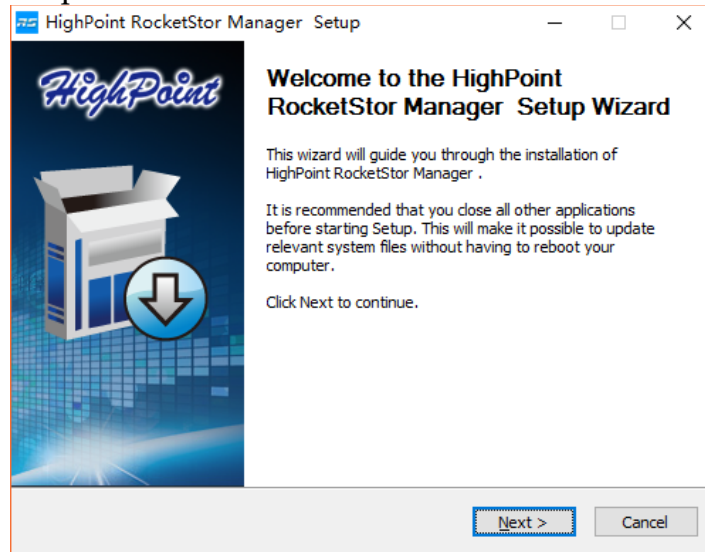 HighPoint RocketStor Manager Setup
HighPoint
Welcome to the HighPoint
RocketStor Manager Setup Wizard
This wizard will guide you through the installation of
HighPoint RocketStor Manager .
It is recommended that you close all other applications
before starting Setup. This will make it possible to update
relevant system files without having to reboot your
computer.
Click Next to continue.
Next >
Cancel